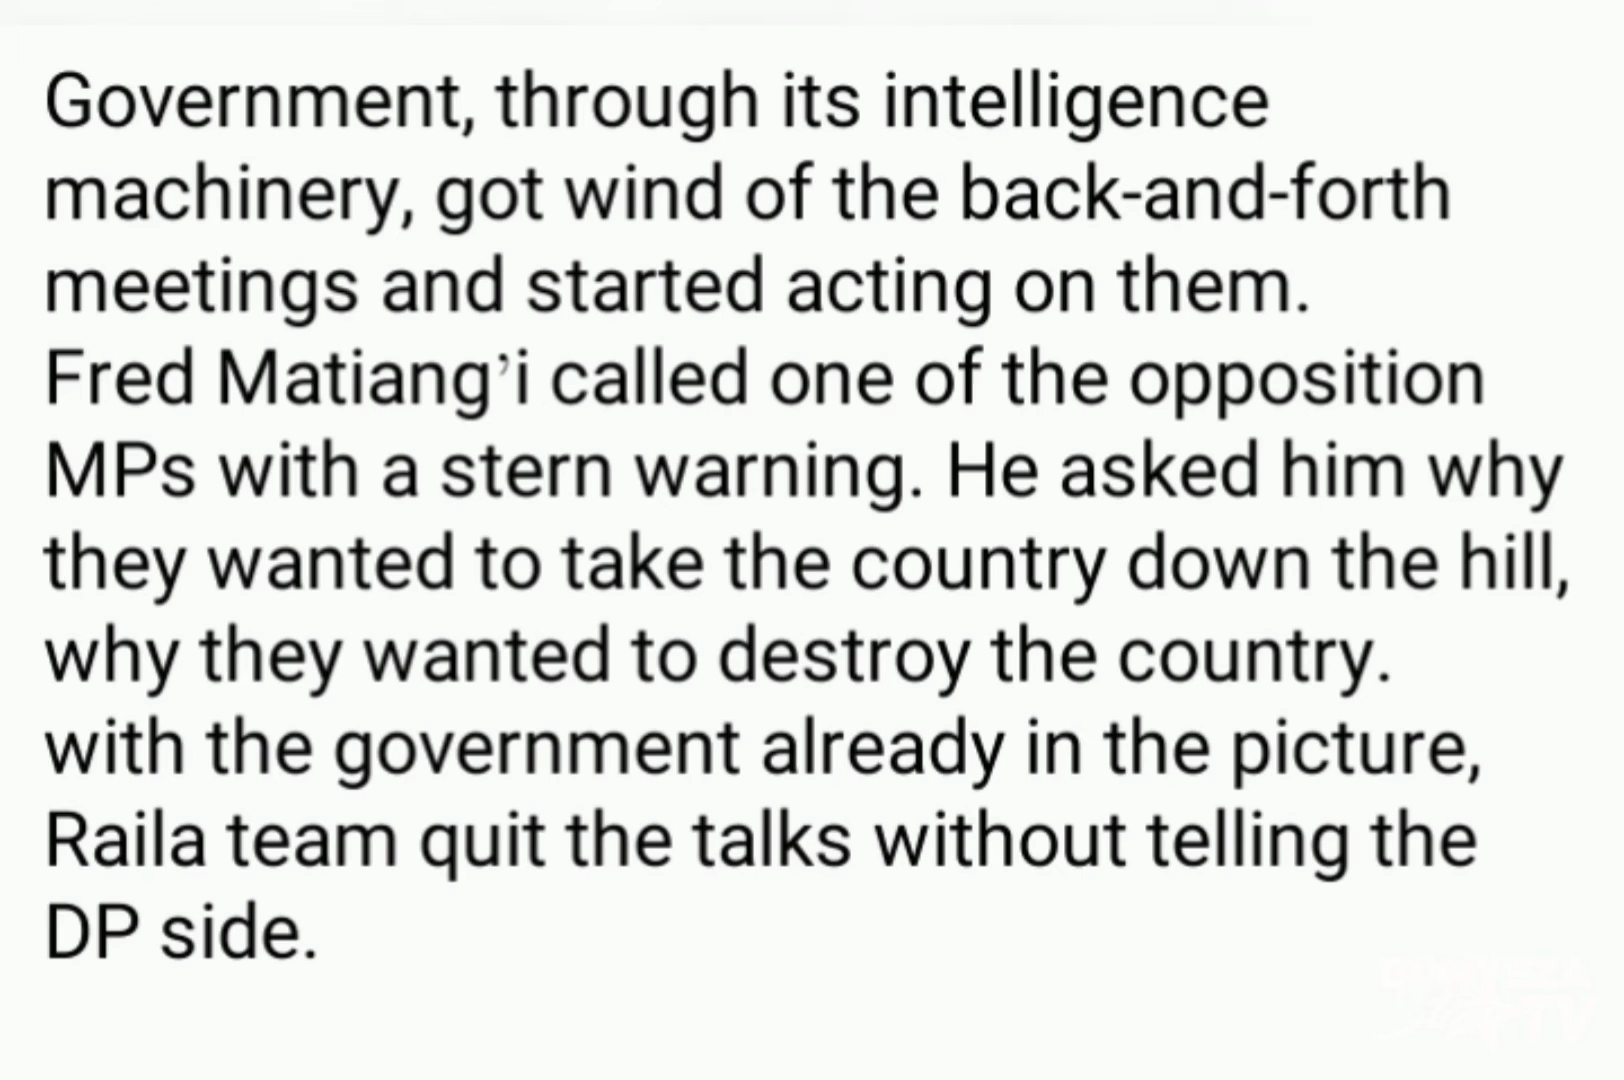 Government, through its intelligence
machinery, got wind of the back-and-forth
meetings and started acting on them.
Fred Matiang’i called one of the opposition
MPs with a stern warning. He asked him why
they wanted to take the country down the hill,
why they wanted to destroy the country.
with the government already in the picture,
Raila team quit the talks without telling the
DP side.
TV